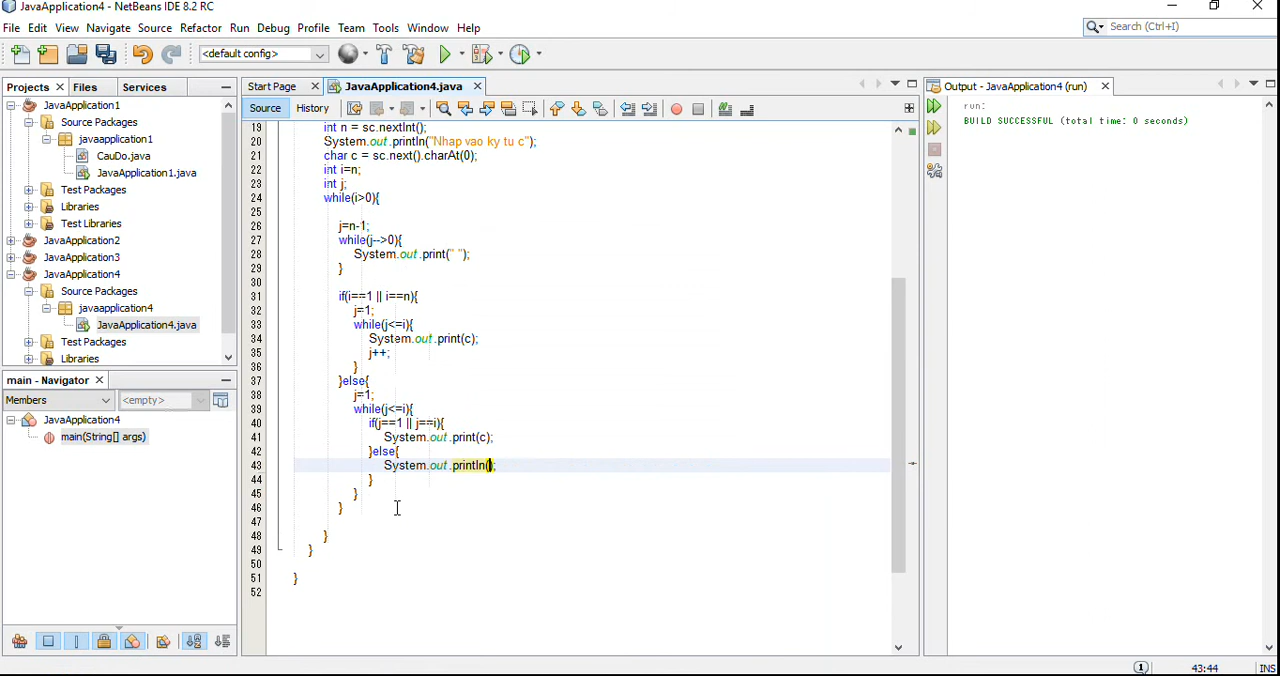 JavaApplication4 - NetBeans IDE 8.2 RC
File Edit View Navigate Source Refactor Run Debug Profile Team Tools Window Help
Search (Ctrl+I)
<default config>
Projects Files Services
JavaApplication1
Source Packages
javaapplication1
CauDo.java
JavaApplication1.java
Test Packages
Libraries
Test Libraries
JavaApplication2
JavaApplication3
JavaApplication4
Source Packages
javaapplication4
JavaApplication4.java
Test Packages
Libraries
main - Navigator
Members <empty>
JavaApplication4
main(String[] args)
Start Page JavaApplication4.java
Source History
19 int n = sc.nextInt();
20 System.out.println("Nhap vao ky tu c");
21 char c = sc.next().charAt(0);
22 int i=n;
23 int j;
24 while(i>0){
25
26 j=n-1;
27 while(j-->0){
28 System.out.print(" ");
29 }
30
31 if(i==1 || i==n){
32 j=1;
33 while(j<=i){
34 System.out.print(c);
35 j++;
36 }
37 }else{
38 j=1;
39 while(j<=i){
40 if(j==1 || j==i){
41 System.out.print(c);
42 }else{
43 System.out.println();
44 }
45 }
46 }
47
48 }
49 }
50
51 }
52
Output - JavaApplication4 (run)
run:
BUILD SUCCESSFUL (total time: 0 seconds)
1
43:44 INS